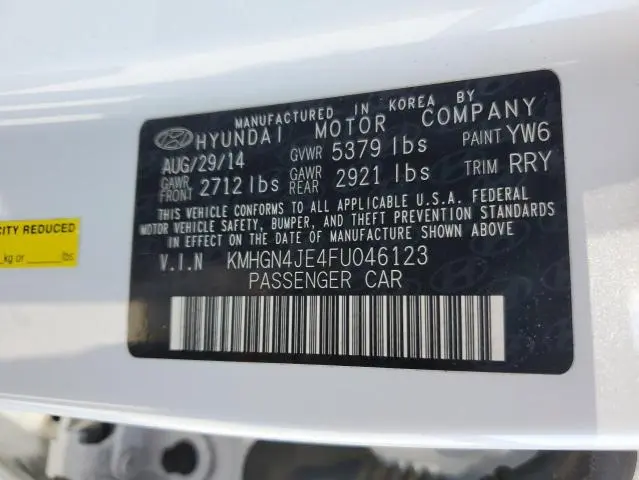 MANUFACTURED IN KOREA BY
HYUNDAI MOTOR COMPANY
AUG/29/14 GVWR 5379 lbs PAINT YW6
GAWR FRONT 2712 lbs GAWR REAR 2921 lbs TRIM RRY
THIS VEHICLE CONFORMS TO ALL APPLICABLE U.S.A. FEDERAL
MOTOR VEHICLE SAFETY, BUMPER, AND THEFT PREVENTION STANDARDS
IN EFFECT ON THE DATE OF MANUFACTURE SHOWN ABOVE
V.I.N KMHGN4JE4FU046123
PASSENGER CAR
CITY REDUCED
kg or lbs